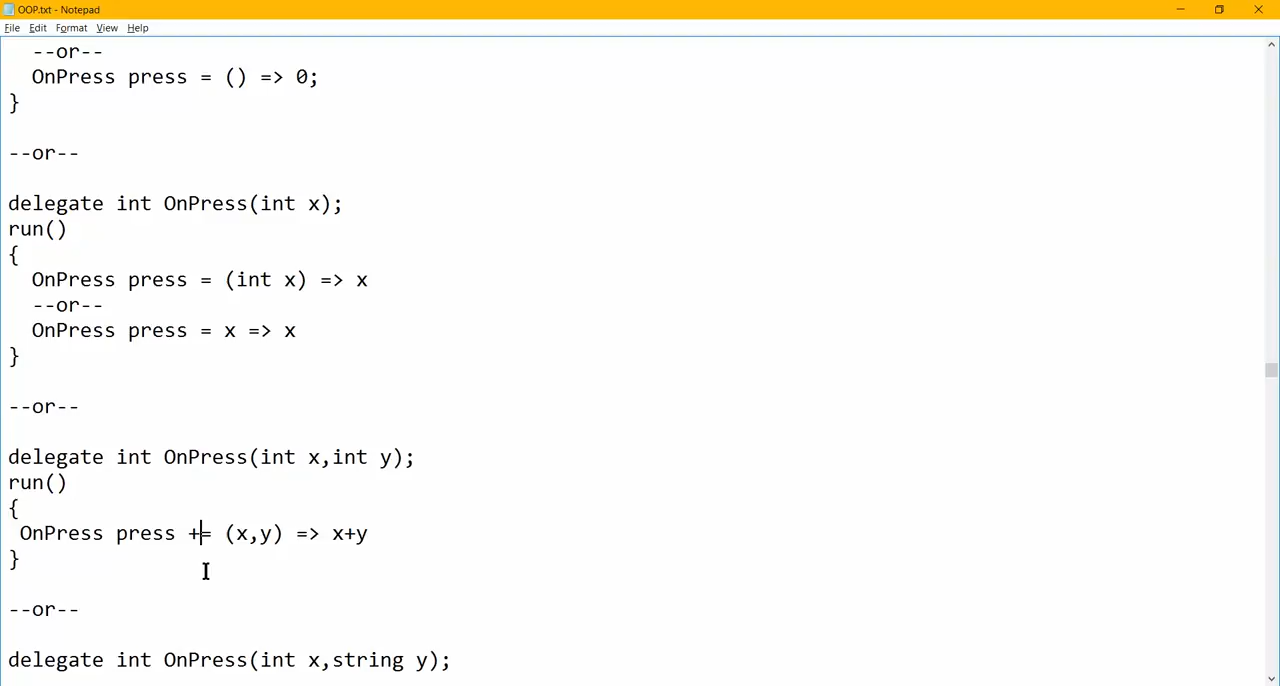 OOP.txt - Notepad
File Edit Format View Help
--or--
OnPress press = () => 0;
}
--or--
delegate int OnPress(int x);
run()
{
OnPress press = (int x) => x
--or--
OnPress press = x => x
}
--or--
delegate int OnPress(int x,int y);
run()
{
OnPress press += (x,y) => x+y
}
--or--
delegate int OnPress(int x,string y);